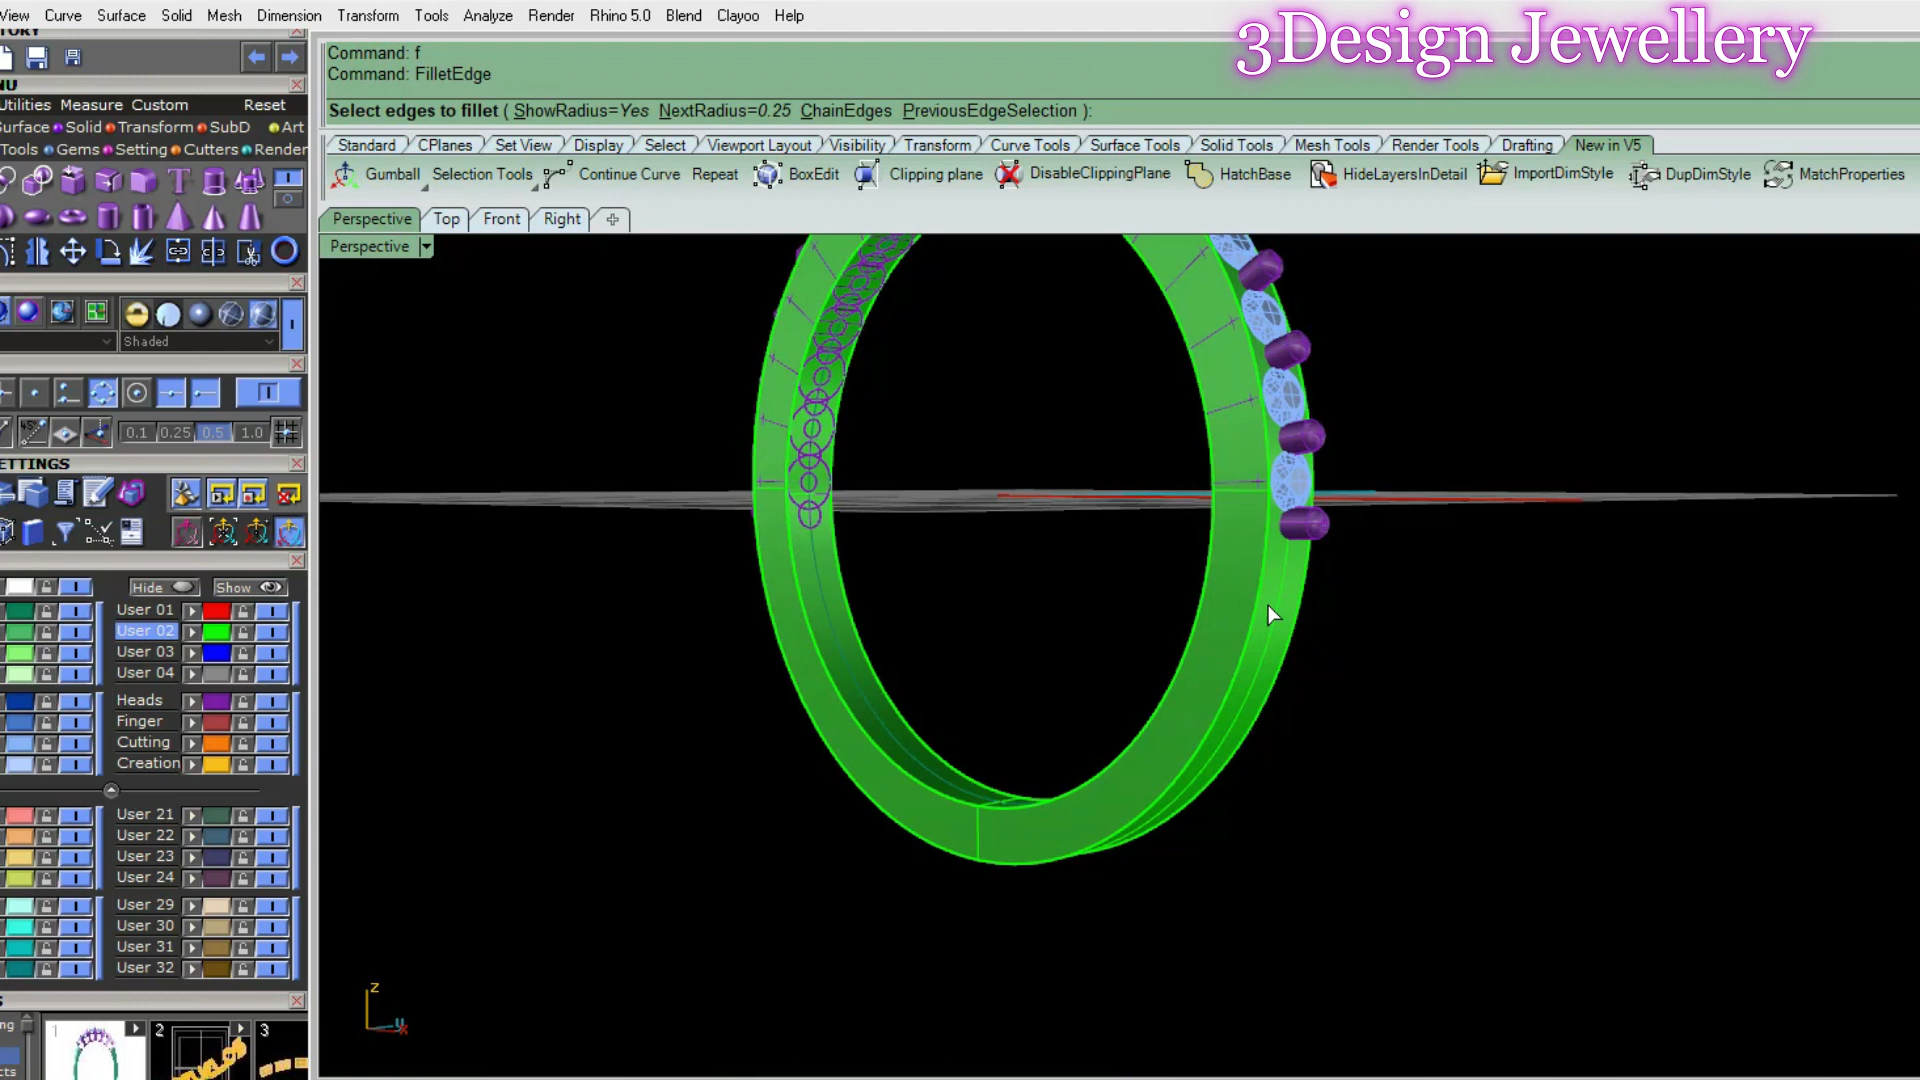 View Curve Surface Solid Mesh Dimension Transform Tools Analyze Render Rhino 5.0 Blend Clayoo Help
3Design Jewellery
Command: f
Command: FilletEdge
Select edges to fillet ( ShowRadius=Yes NextRadius=0.25 ChainEdges PreviousEdgeSelection ):
Standard CPlanes Set View Display Select Viewport Layout Visibility Transform Curve Tools Surface Tools Solid Tools Mesh Tools Render Tools Drafting New in V5
Gumball Selection Tools Continue Curve Repeat BoxEdit Clipping plane DisableClippingPlane HatchBase HideLayersInDetail ImportDimStyle DupDimStyle MatchProperties
Perspective Top Front Right
Perspective
TORY
NU
Utilities Measure Custom Reset
urface Solid Transform SubD Art
Tools Gems Setting Cutters Render
Shaded
0.1 0.25 0.5 1.0
ETTINGS
Hide Show
User 01
User 02
User 03
User 04
Heads
Finger
Cutting
Creation
User 21
User 22
User 23
User 24
User 29
User 30
User 31
User 32
S
ng
cts
1 2 3
z
y x